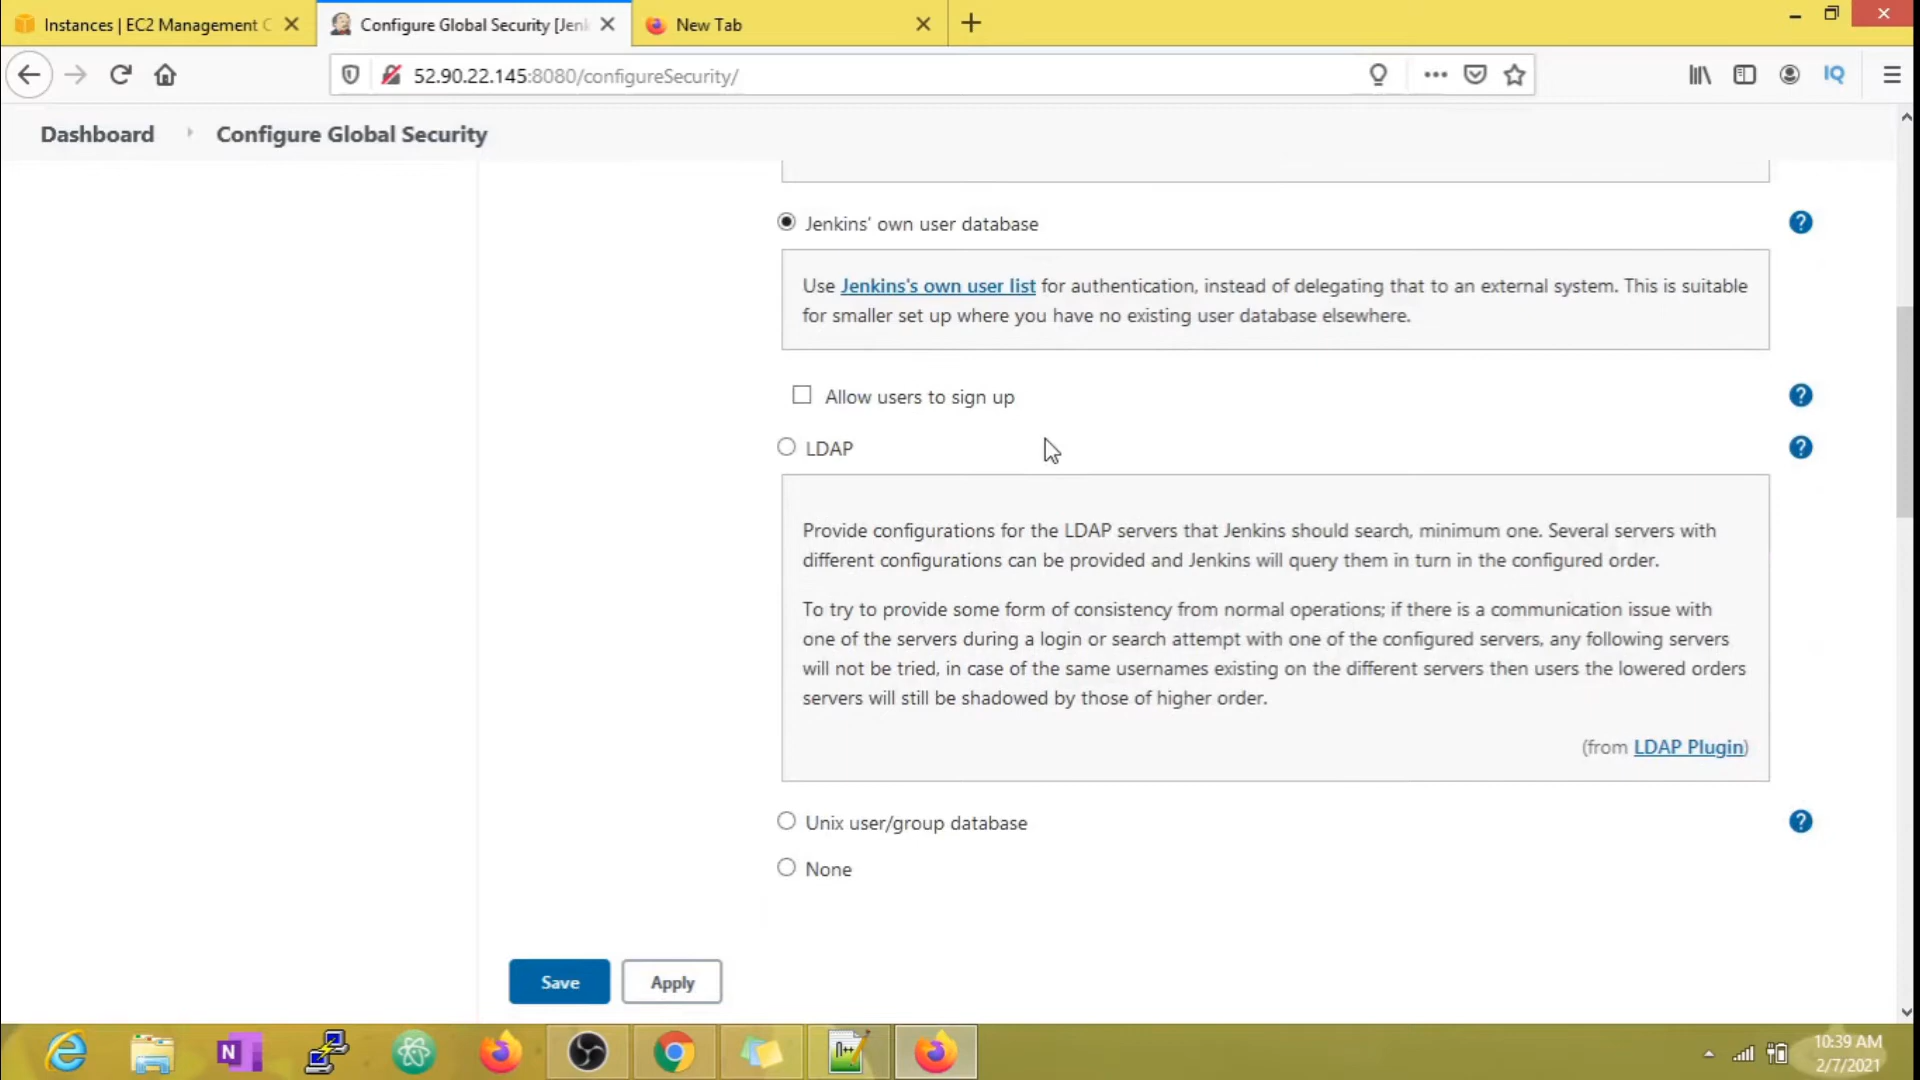 Instances | EC2 Management C
Configure Global Security [Jenk
New Tab
52.90.22.145:8080/configureSecurity/
IQ
Dashboard
Configure Global Security
Jenkins' own user database
?
Use Jenkins's own user list for authentication, instead of delegating that to an external system. This is suitable
for smaller set up where you have no existing user database elsewhere.
Allow users to sign up
?
LDAP
?
Provide configurations for the LDAP servers that Jenkins should search, minimum one. Several servers with
different configurations can be provided and Jenkins will query them in turn in the configured order.
To try to provide some form of consistency from normal operations; if there is a communication issue with
one of the servers during a login or search attempt with one of the configured servers, any following servers
will not be tried, in case of the same usernames existing on the different servers then users the lowered orders
servers will still be shadowed by those of higher order.
(from LDAP Plugin)
Unix user/group database
?
None
Save
Apply
N
n++
10:39 AM
2/7/2021